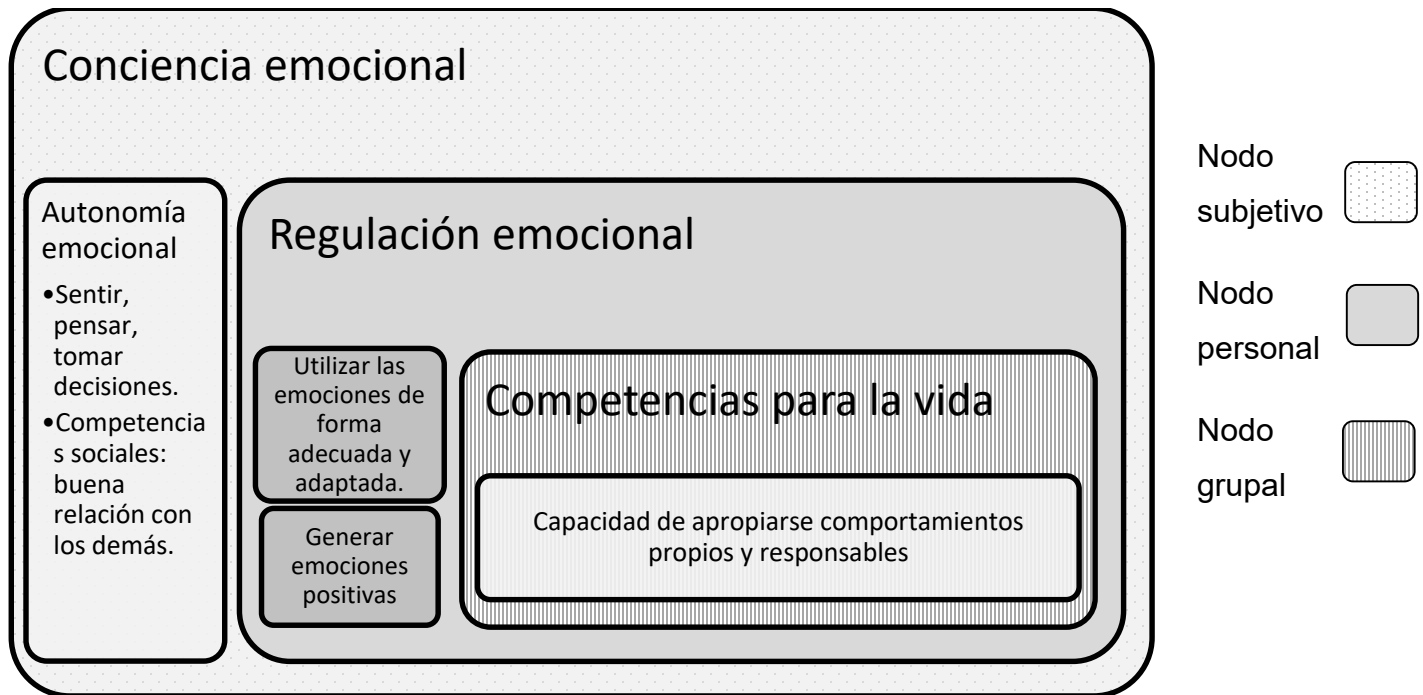 Conciencia emocional
Autonomía
emocional
•Sentir,
pensar,
tomar
decisiones.
•Competencia
s sociales:
buena
relación con
los demás.
Regulación emocional
Utilizar las
emociones de
forma
adecuada y
adaptada.
Generar
emociones
positivas
Competencias para la vida
Capacidad de apropiarse comportamientos
propios y responsables
Nodo
subjetivo
Nodo
personal
Nodo
grupal